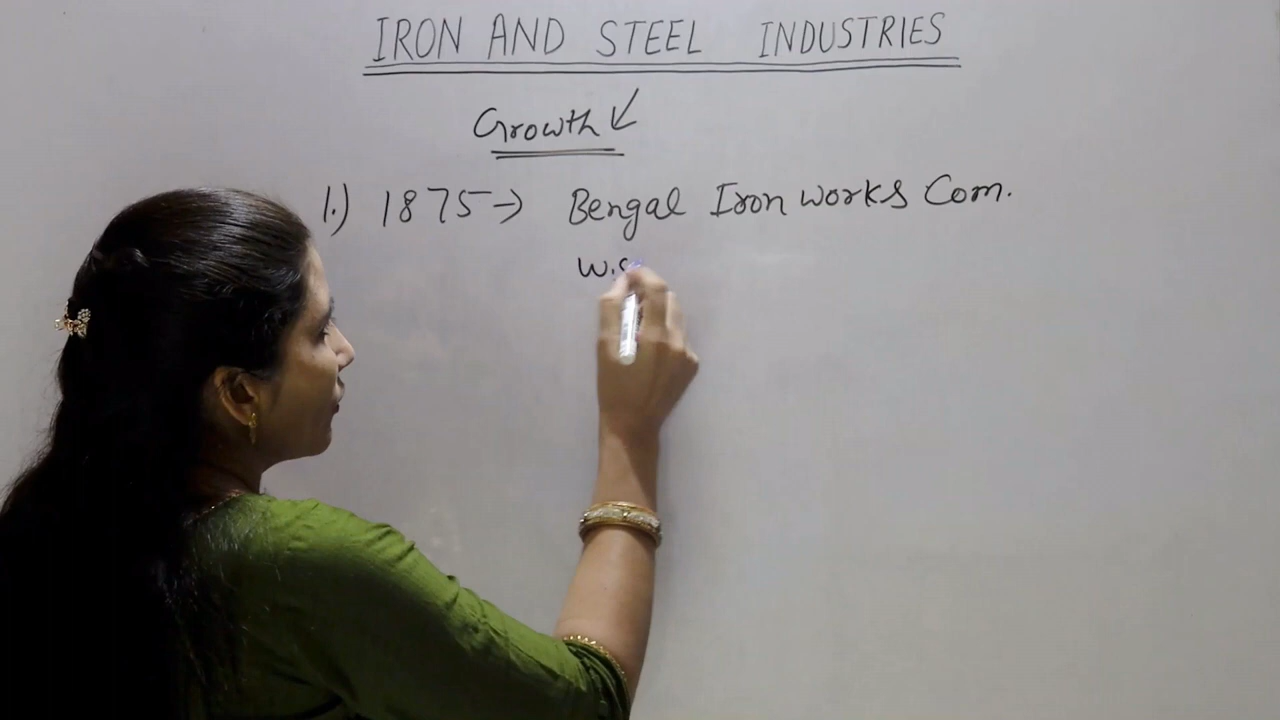 IRON AND STEEL INDUSTRIES
Growth ↙
1.) 1875 → Bengal Iron works Com.